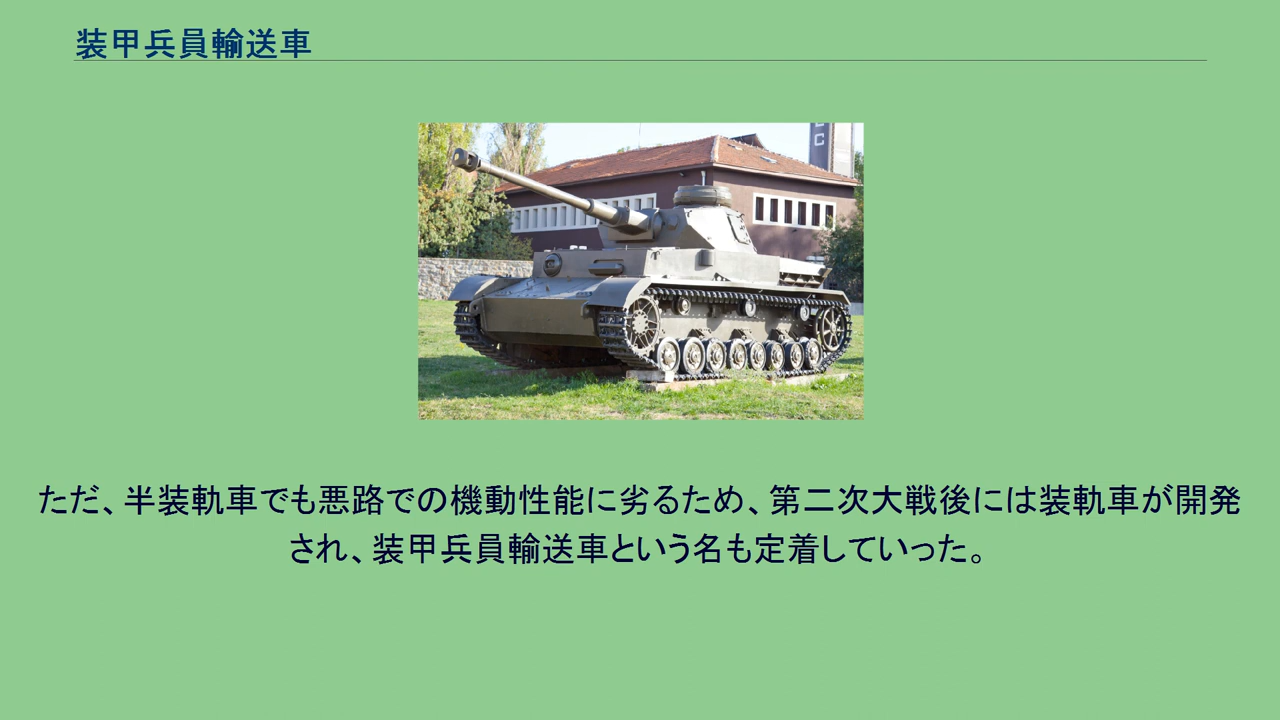 装甲兵員輸送車
C
ただ、半装軌車でも悪路での機動性能に劣るため、第二次大戦後には装軌車が開発
され、装甲兵員輸送車という名も定着していった。